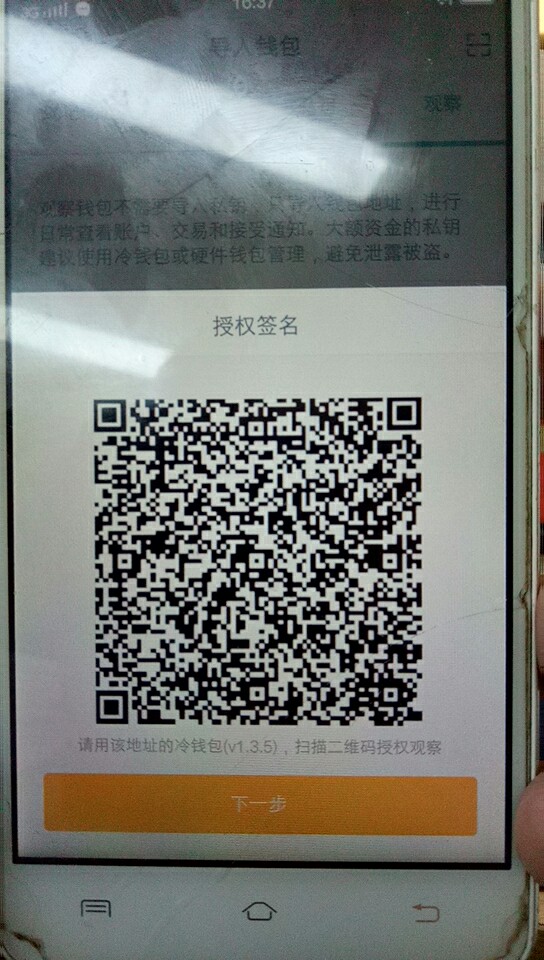 3G
16:37
导入钱包
观察
观察钱包不需要导入私钥，只导入钱包地址，进行
日常查看账户、交易和接受通知。大额资金的私钥
建议使用冷钱包或硬件钱包管理，避免泄露被盗。
授权签名
请用该地址的冷钱包(v1.3.5)，扫描二维码授权观察
下一步